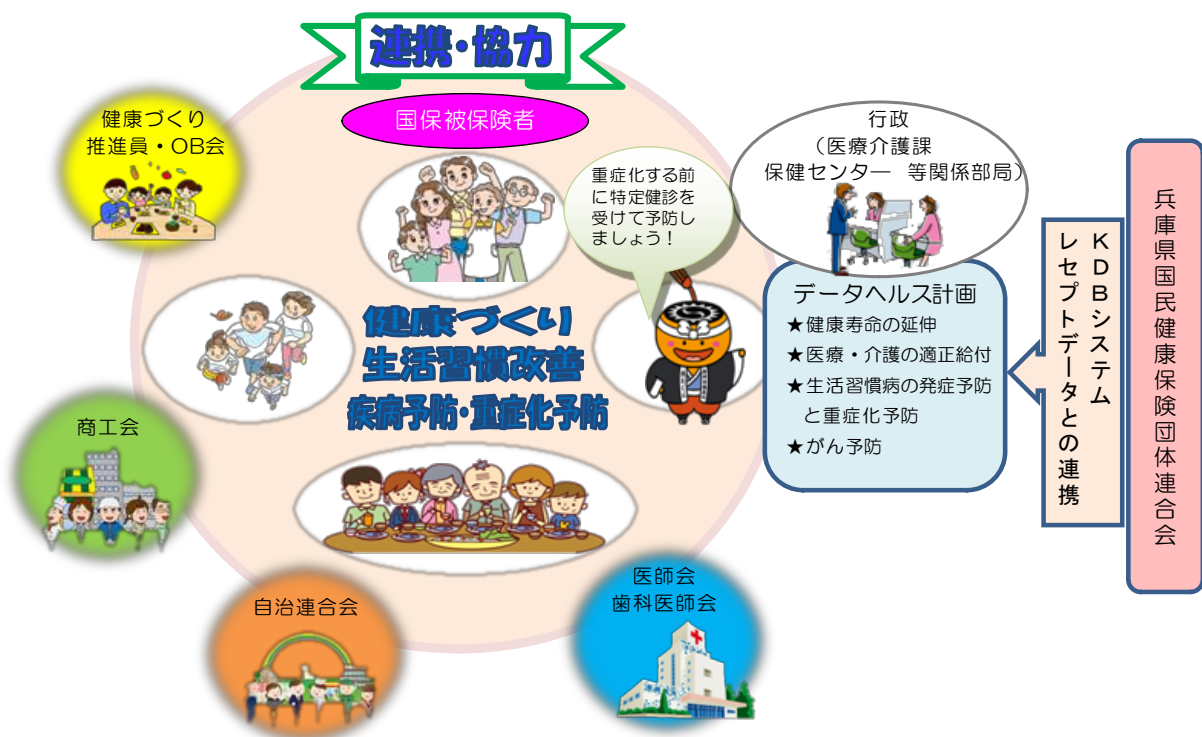 連携・協力
国保被保険者
健康づくり
推進員・OB会
重症化する前
に特定健診を
受けて予防し
ましょう！
行政
（医療介護課
保健センター　等関係部局）
データヘルス計画
★健康寿命の延伸
★医療・介護の適正給付
★生活習慣病の発症予防
と重症化予防
★がん予防
KDBシステム
レセプトデータとの連携
兵庫県国民健康保険団体連合会
健康づくり
生活習慣改善
疾病予防・重症化予防
商工会
自治連合会
医師会
歯科医師会